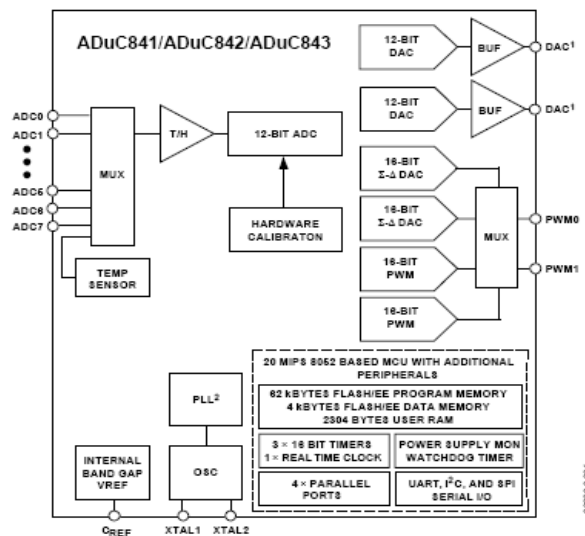 ADuC841/ADuC842/ADuC843
12-BIT
DAC
BUF
DAC¹
12-BIT
DAC
BUF
DAC¹
ADC0
ADC1
ADC5
ADC6
ADC7
MUX
T/H
12-BIT ADC
HARDWARE
CALIBRATON
TEMP
SENSOR
16-BIT
Σ-Δ DAC
16-BIT
Σ-Δ DAC
16-BIT
PWM
16-BIT
PWM
MUX
PWM0
PWM1
20 MIPS 8052 BASED MCU WITH ADDITIONAL
PERIPHERALS
62 kBYTES FLASH/EE PROGRAM MEMORY
4 kBYTES FLASH/EE DATA MEMORY
2304 BYTES USER RAM
3 × 16 BIT TIMERS
1 × REAL TIME CLOCK
POWER SUPPLY MON
WATCHDOG TIMER
4 × PARALLEL
PORTS
UART, I²C, AND SPI
SERIAL I/O
PLL²
OSC
INTERNAL
BAND GAP
VREF
CREF
XTAL1
XTAL2